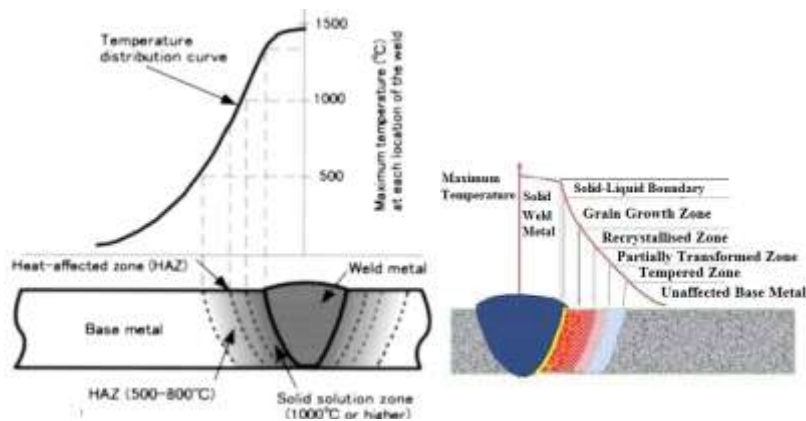 Temperature
distribution curve
1500
1000
500
Maximum temperature (°C)
at each location of the weld
Heat-affected zone (HAZ)
Weld metal
Base metal
HAZ (500-800°C)
Solid solution zone
(1000°C or higher)
Maximum
Temperature
Solid
Weld
Metal
Solid-Liquid Boundary
Grain Growth Zone
Recrystallised Zone
Partially Transformed Zone
Tempered Zone
Unaffected Base Metal